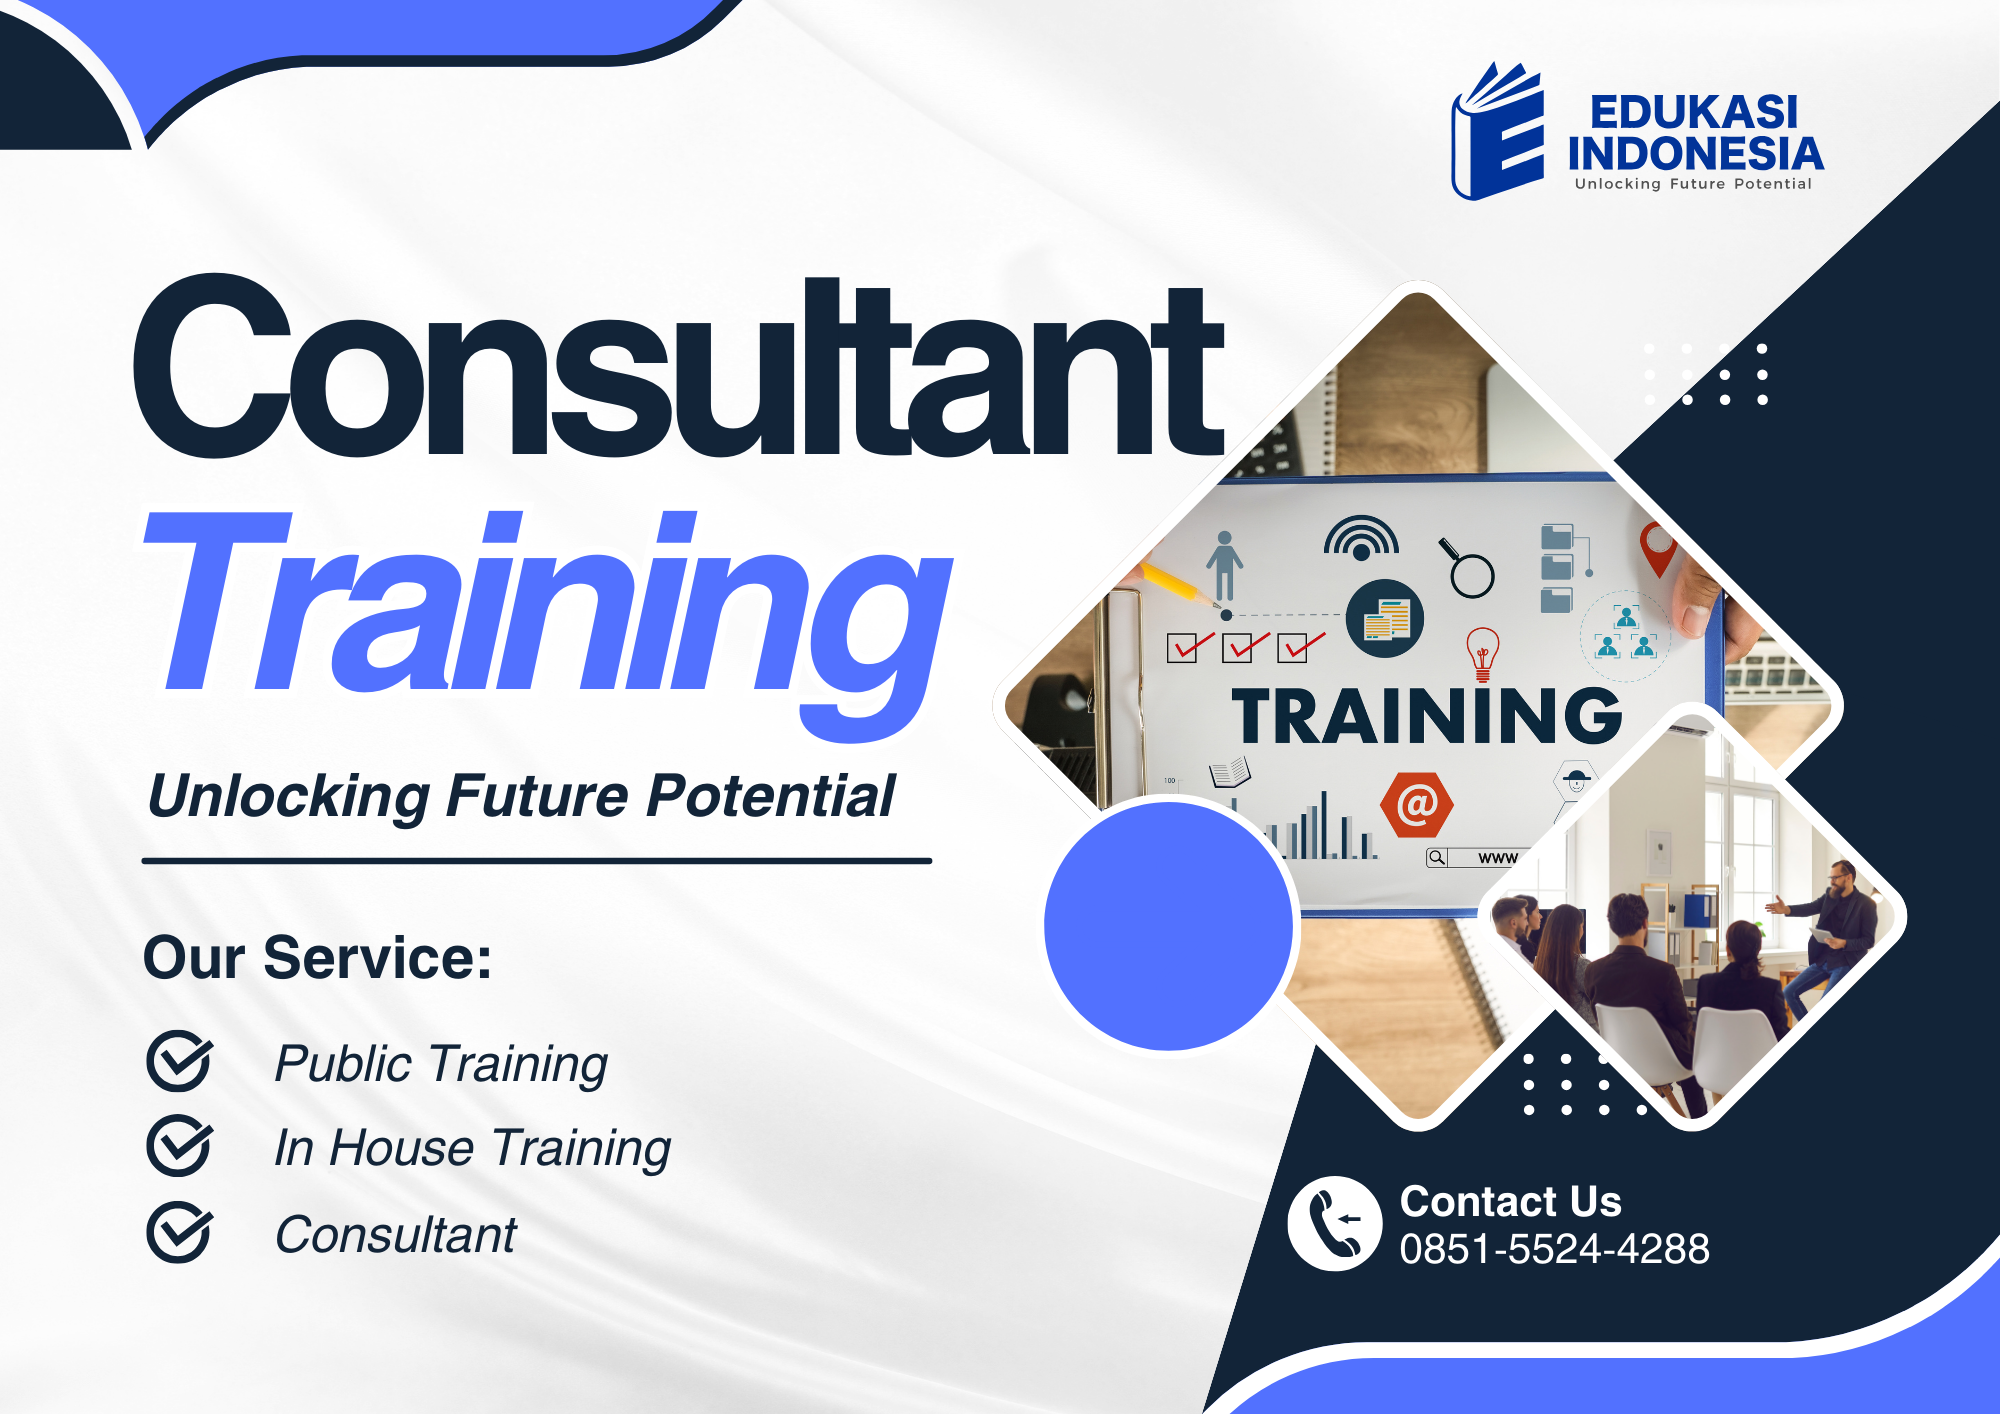 EDUKASI
INDONESIA
Unlocking Future Potential
Consultant
Training
Unlocking Future Potential
TRAINING
100
@
www
Our Service:
Public Training
In House Training
Consultant
Contact Us
0851-5524-4288